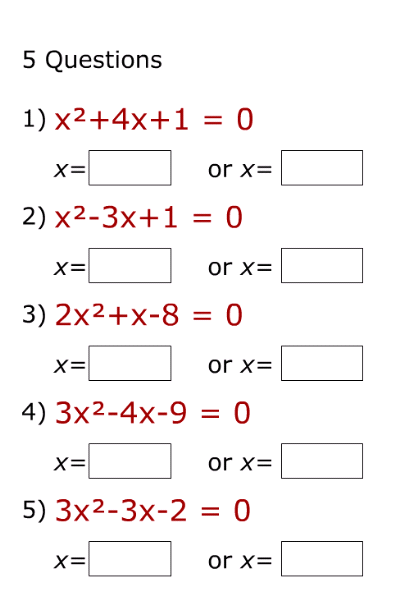 5 Questions
1) x²+4x+1 = 0
x= or x=
2) x²-3x+1 = 0
x= or x=
3) 2x²+x-8 = 0
x= or x=
4) 3x²-4x-9 = 0
x= or x=
5) 3x²-3x-2 = 0
x= or x=